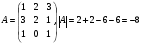 A = ( 1 2 3
3 2 1
1 0 1 ) , |A| = 2+2−6−6 = −8